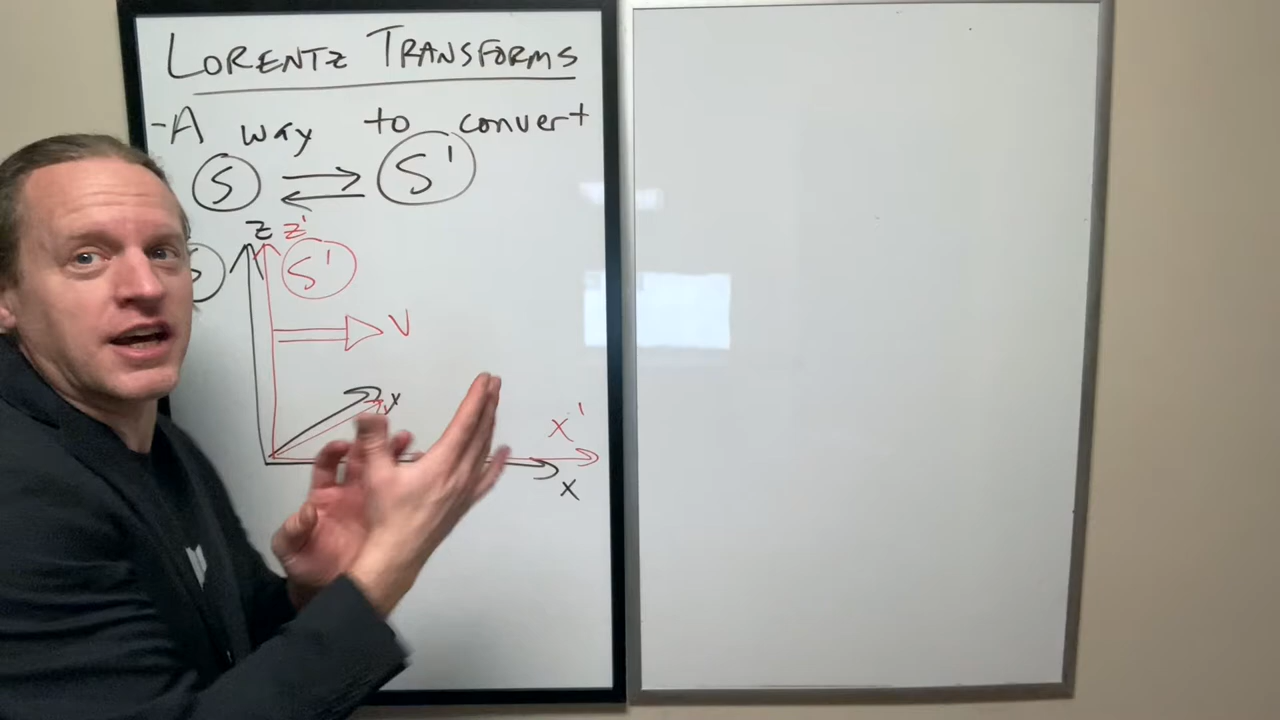 LORENTZ TRANSFORMS
-A way to convert
S ⇄ S'
z z'
S S'
V
y
x'
x